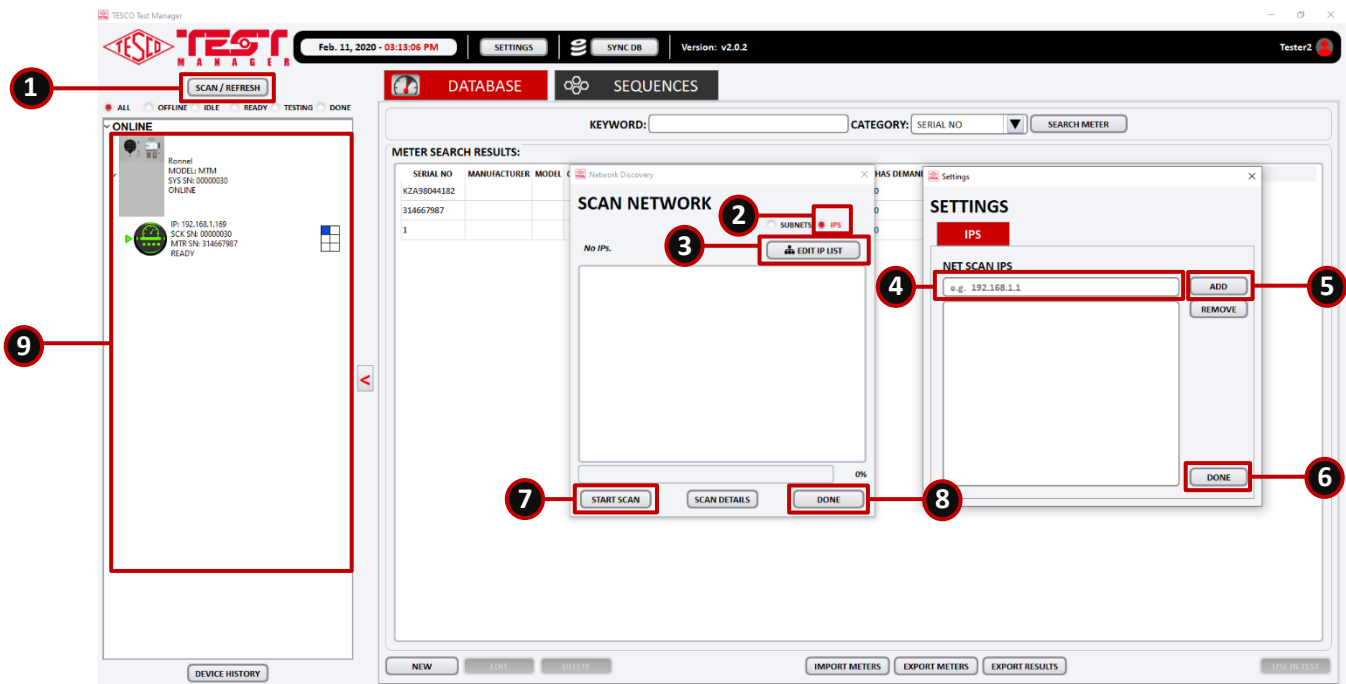 TESCO Test Manager
TESCO TEST
MANAGER
Feb. 11, 2020 - 03:13:06 PM
SETTINGS
SYNC DB
Version: v2.0.2
Tester2
1
SCAN / REFRESH
DATABASE
SEQUENCES
ALL OFFLINE IDLE READY TESTING DONE
ONLINE
Ronnel
MODEL: MTM
SYS SN: 00000030
ONLINE
IP: 192.168.1.169
SCK SN: 00000030
MTR SN: 314667987
READY
9
<
DEVICE HISTORY
KEYWORD:
CATEGORY: SERIAL NO
SEARCH METER
METER SEARCH RESULTS:
SERIAL NO MANUFACTURER MODEL HAS DEMAN
KZA98044182 0
314667987 0
1 0
Network Discovery
SCAN NETWORK
2
SUBNETS IPS
3
No IPs.
EDIT IP LIST
0%
7
START SCAN
SCAN DETAILS
DONE
8
Settings
SETTINGS
IPS
NET SCAN IPS
4
e.g. 192.168.1.1
ADD
5
REMOVE
DONE
6
NEW
EDIT
DELETE
IMPORT METERS
EXPORT METERS
EXPORT RESULTS
USE IN TEST